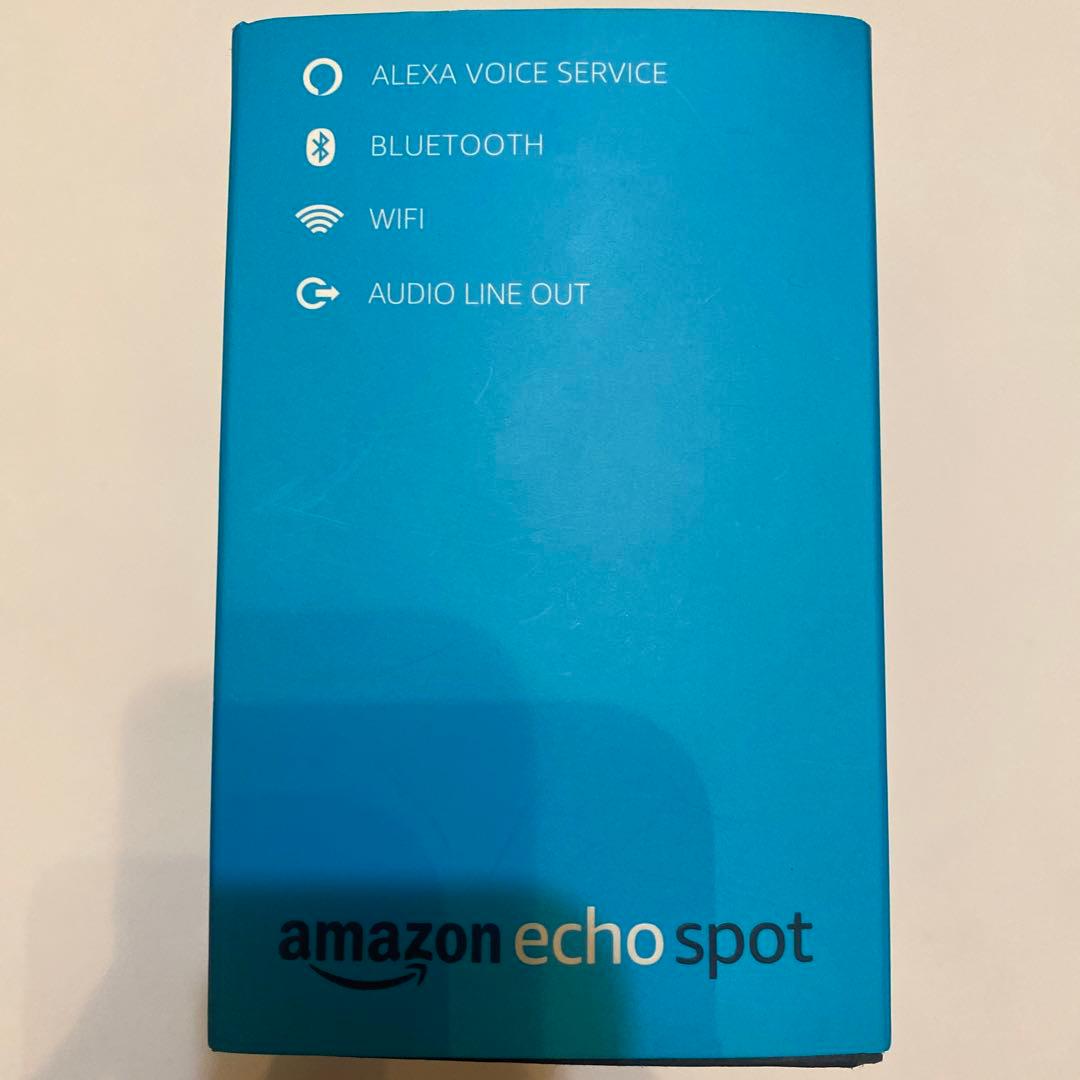 ALEXA VOICE SERVICE
BLUETOOTH
WIFI
AUDIO LINE OUT
amazon echo spot